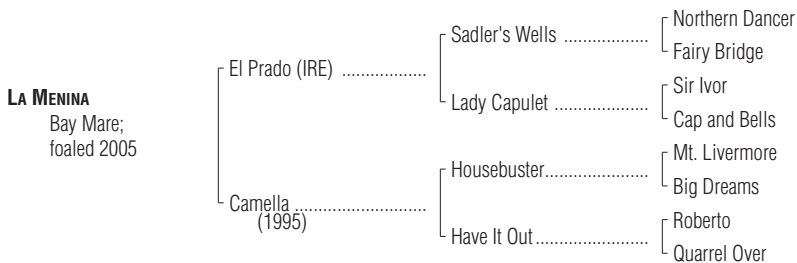 LA MENINA
Bay Mare;
foaled 2005
El Prado (IRE) ..................
Camella ............................
(1995)
Sadler's Wells ..................
Lady Capulet ....................
Housebuster......................
Have It Out ........................
Northern Dancer
Fairy Bridge
Sir Ivor
Cap and Bells
Mt. Livermore
Big Dreams
Roberto
Quarrel Over